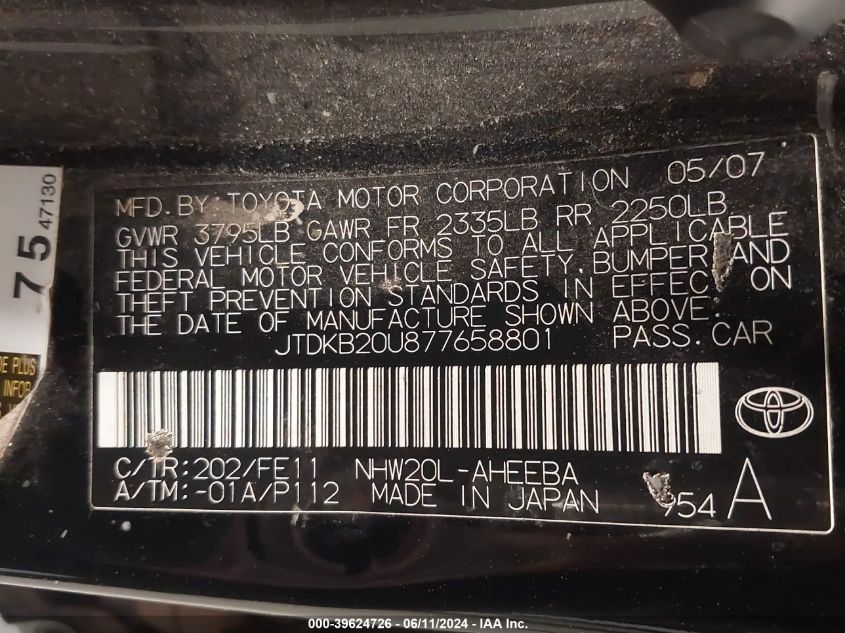 MFD.BY:TOYOTA MOTOR CORPORATION 05/07
GVWR 3795LB GAWR FR 2335LB RR 2250LB
THIS VEHICLE CONFORMS TO ALL APPLICABLE
FEDERAL MOTOR VEHICLE SAFETY,BUMPER AND
THEFT PREVENTION STANDARDS IN EFFECT ON
THE DATE OF MANUFACTURE SHOWN ABOVE.
JTDKB20U877658801 PASS.CAR
C/TR:202/FE11 NHW20L-AHEEBA
A/TM:-01A/P112 MADE IN JAPAN 954 A
75
47130
DE PLUS
INFOR
000-39624726 - 06/11/2024 - IAA Inc.